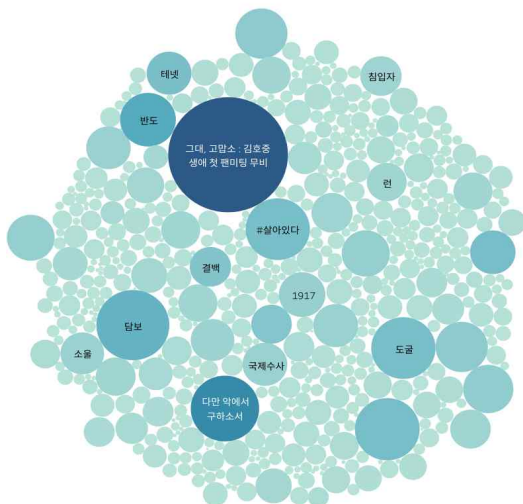 테넷
침입자
반도
그대, 고맙소 : 김호중
생애 첫 팬미팅 무비
런
#살아있다
결백
1917
담보
소울
국제수사
도굴
다만 악에서
구하소서